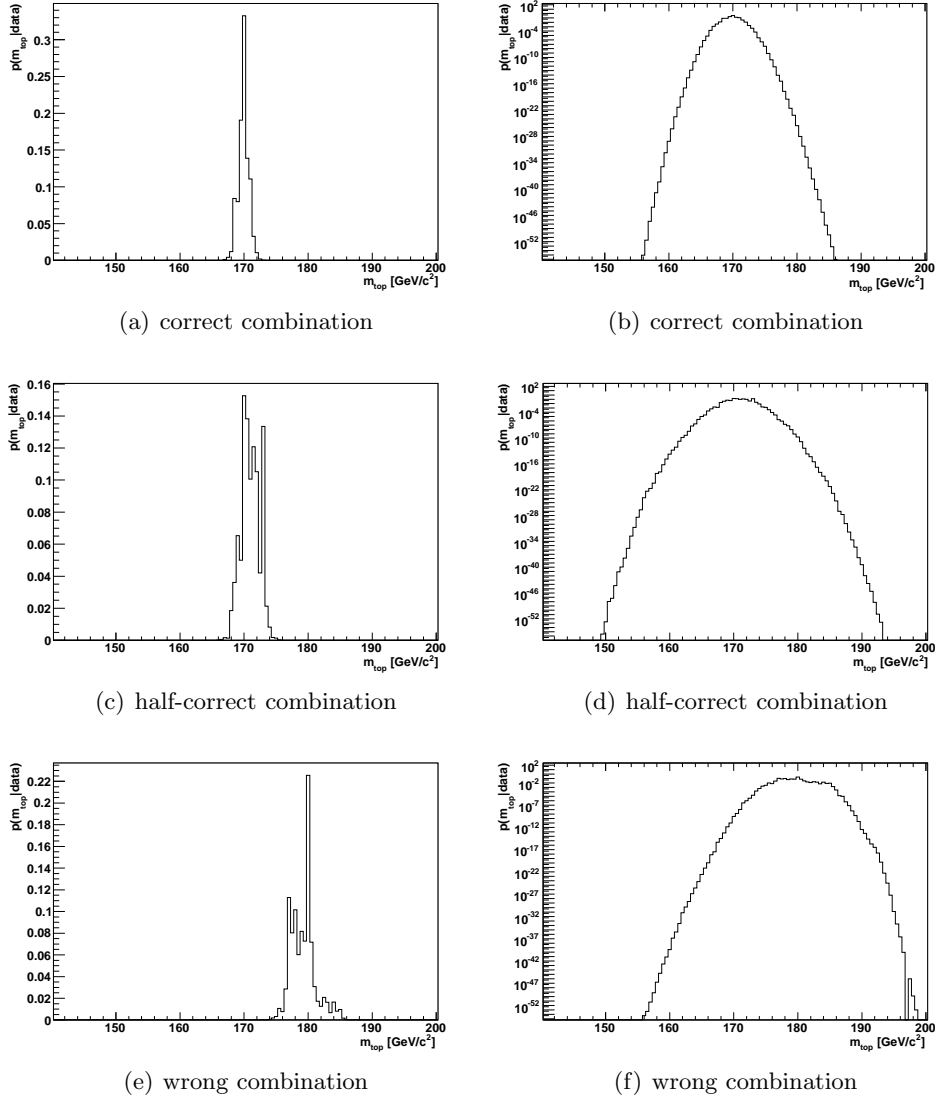 p(m_top|data)
0.3
0.25
0.2
0.15
0.1
0.05
0
150 160 170 180 190 200
m_top [GeV/c²]
(a) correct combination
p(m_top|data)
10²
10⁻⁴
10⁻¹⁰
10⁻¹⁶
10⁻²²
10⁻²⁸
10⁻³⁴
10⁻⁴⁰
10⁻⁴⁶
10⁻⁵²
150 160 170 180 190 200
m_top [GeV/c²]
(b) correct combination
p(m_top|data)
0.16
0.14
0.12
0.1
0.08
0.06
0.04
0.02
0
150 160 170 180 190 200
m_top [GeV/c²]
(c) half-correct combination
p(m_top|data)
10²
10⁻⁴
10⁻¹⁰
10⁻¹⁶
10⁻²²
10⁻²⁸
10⁻³⁴
10⁻⁴⁰
10⁻⁴⁶
10⁻⁵²
150 160 170 180 190 200
m_top [GeV/c²]
(d) half-correct combination
p(m_top|data)
0.22
0.2
0.18
0.16
0.14
0.12
0.1
0.08
0.06
0.04
0.02
0
150 160 170 180 190 200
m_top [GeV/c²]
(e) wrong combination
p(m_top|data)
10²
10⁻²
10⁻⁷
10⁻¹²
10⁻¹⁷
10⁻²²
10⁻²⁷
10⁻³²
10⁻³⁷
10⁻⁴²
10⁻⁴⁷
10⁻⁵²
150 160 170 180 190 200
m_top [GeV/c²]
(f) wrong combination